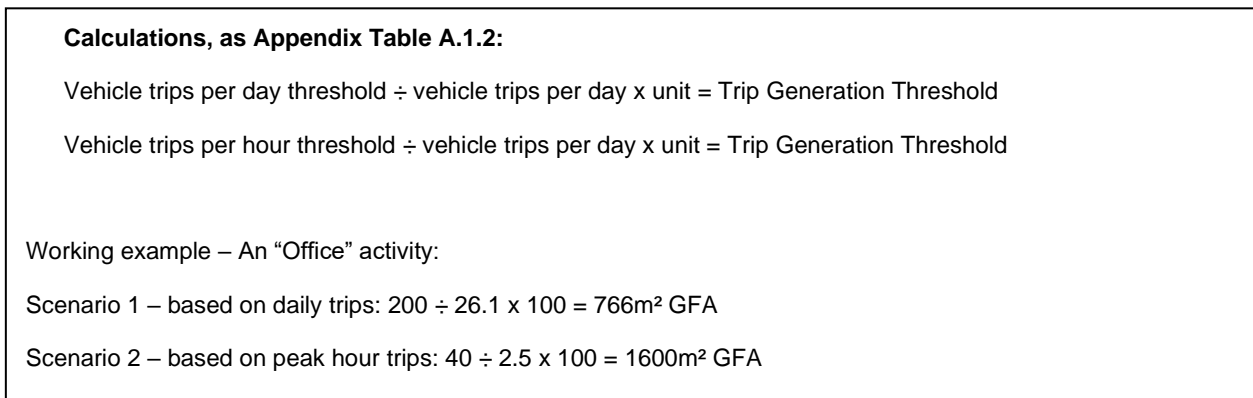 Calculations, as Appendix Table A.1.2:
Vehicle trips per day threshold ÷ vehicle trips per day x unit = Trip Generation Threshold
Vehicle trips per hour threshold ÷ vehicle trips per day x unit = Trip Generation Threshold
Working example – An “Office” activity:
Scenario 1 – based on daily trips: 200 ÷ 26.1 x 100 = 766m² GFA
Scenario 2 – based on peak hour trips: 40 ÷ 2.5 x 100 = 1600m² GFA